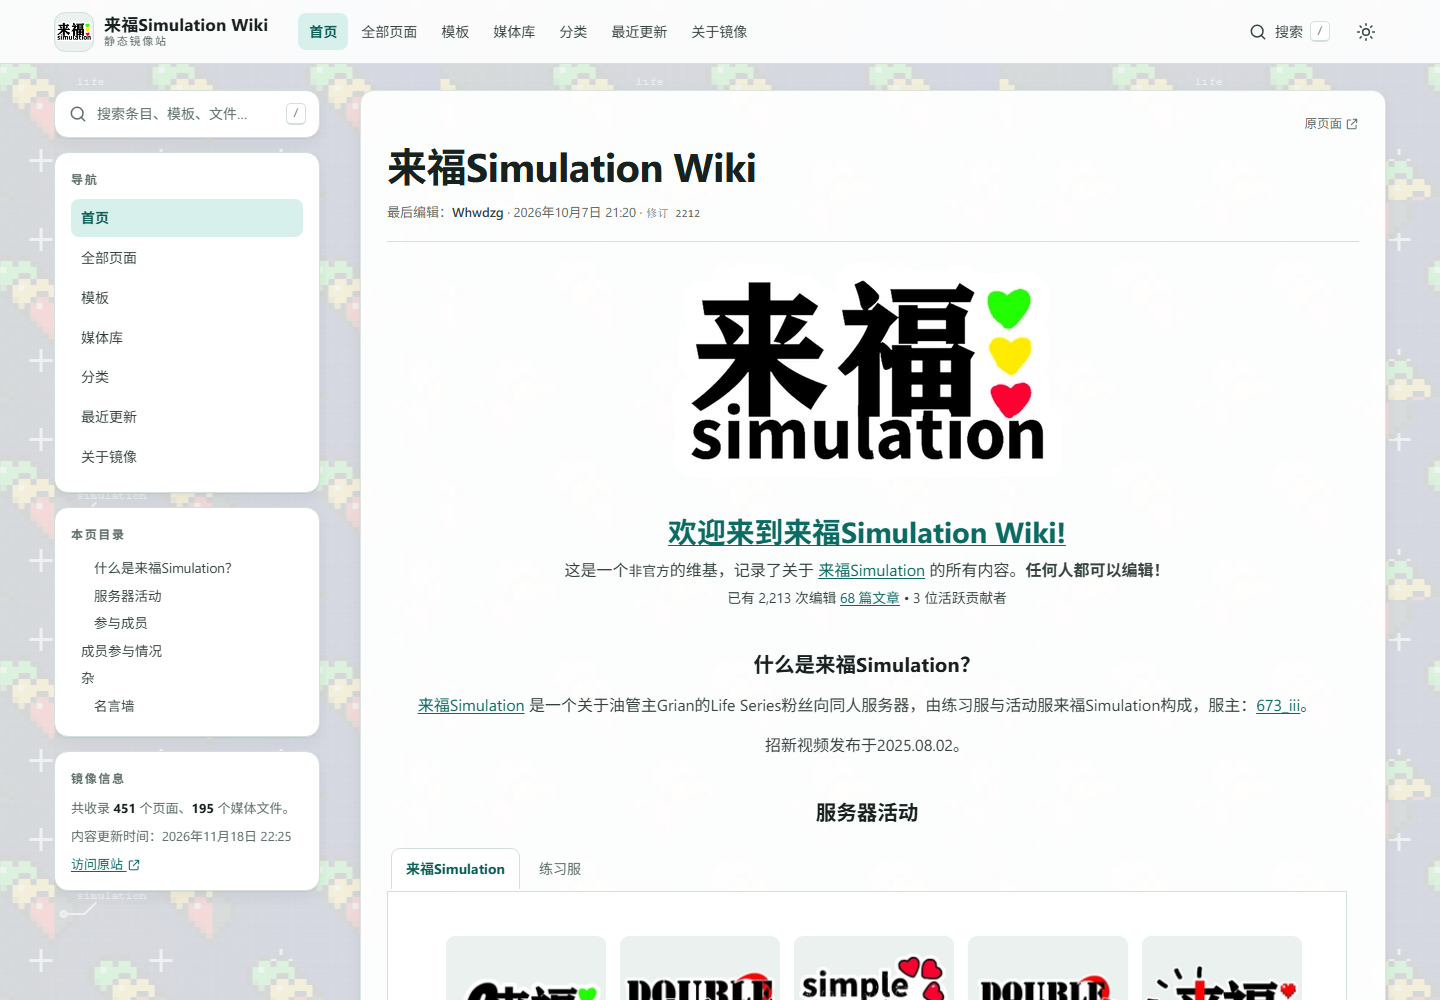 来福Simulation Wiki
静态镜像站
首页
全部页面
模板
媒体库
分类
最近更新
关于镜像
搜索 /
搜索条目、模板、文件... /
导航
首页
全部页面
模板
媒体库
分类
最近更新
关于镜像
本页目录
什么是来福Simulation?
服务器活动
参与成员
成员参与情况
杂
名言墙
镜像信息
共收录 451 个页面、195 个媒体文件。
内容更新时间：2026年11月18日 22:25
访问原站
原页面
来福Simulation Wiki
最后编辑：Whwdzg · 2026年10月7日 21:20 · 修订 2212
来福
simulation
欢迎来到来福Simulation Wiki!
这是一个非官方的维基，记录了关于 来福Simulation 的所有内容。任何人都可以编辑！
已有 2,213 次编辑 68 篇文章 • 3 位活跃贡献者
什么是来福Simulation？
来福Simulation 是一个关于油管主Grian的Life Series粉丝向同人服务器，由练习服与活动服来福Simulation构成，服主：673_iii。
招新视频发布于2025.08.02。
服务器活动
来福Simulation
练习服
来福
DOUBLE
simple
DOUBLE
来福
life
life
life
simulation
simulation